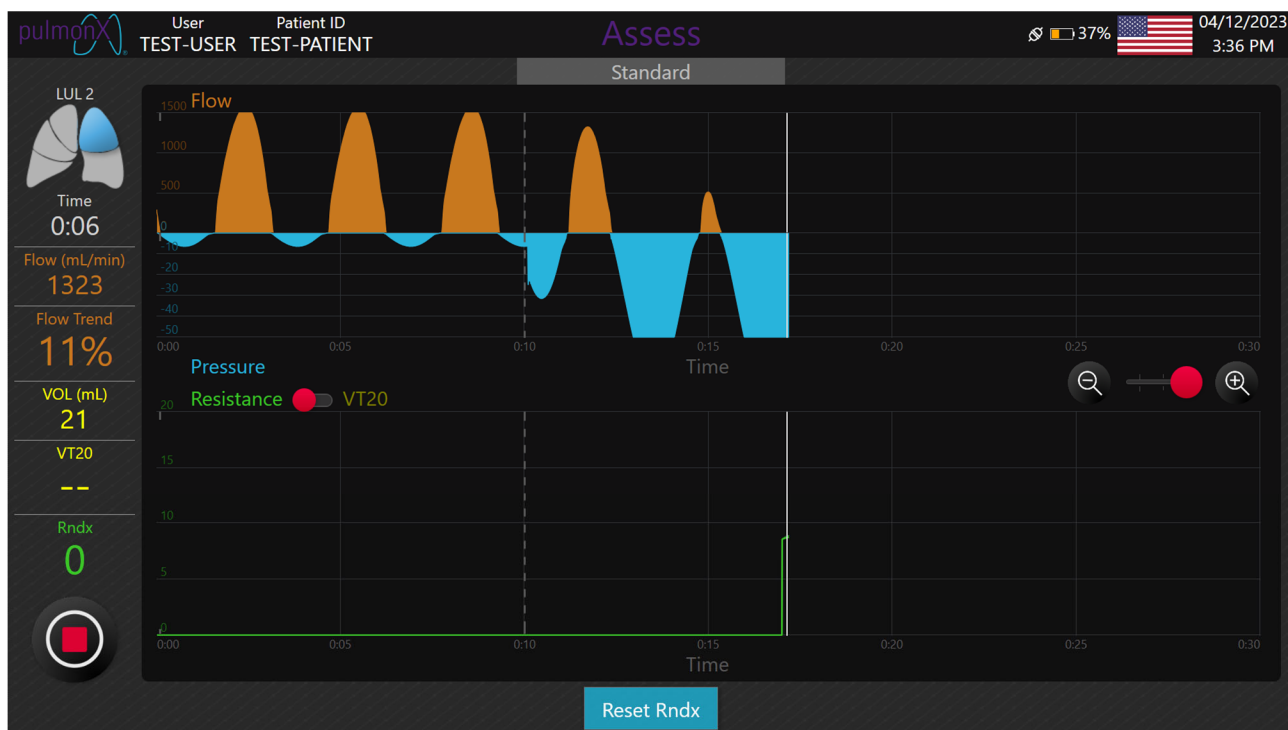 pulmonX
User
TEST-USER
Patient ID
TEST-PATIENT
Assess
37%
04/12/2023
3:36 PM
Standard
LUL 2
Time
0:06
Flow (mL/min)
1323
Flow Trend
11%
VOL (mL)
21
VT20
--
Rndx
0
Flow
1500
1000
500
0
-10
-20
-30
-40
-50
0:00 0:05 0:10 0:15 0:20 0:25 0:30
Pressure
Time
Resistance VT20
20
15
10
5
0
0:00 0:05 0:10 0:15 0:20 0:25 0:30
Time
Reset Rndx